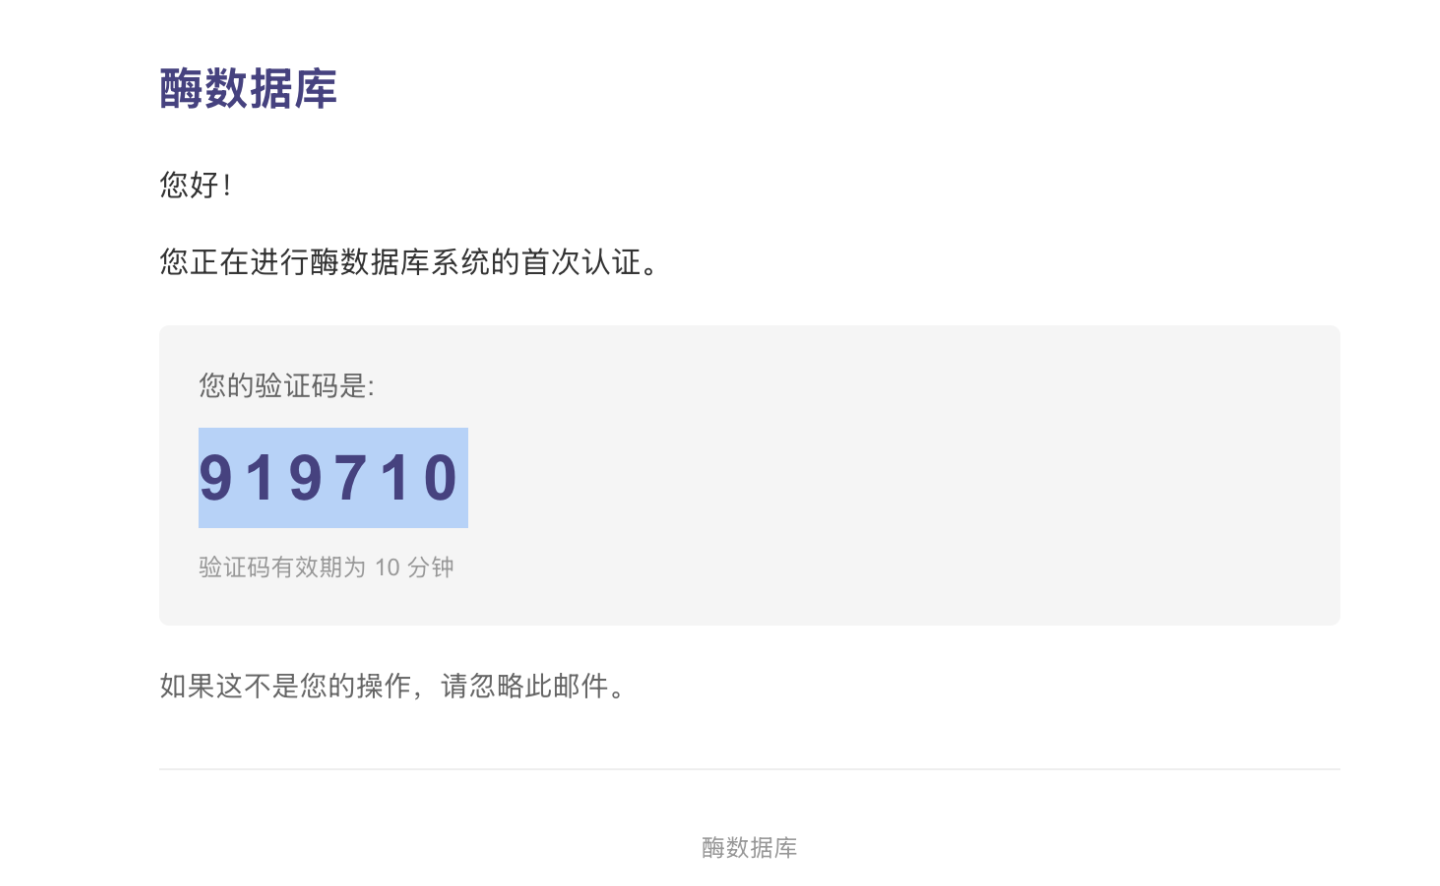 酶数据库
您好！
您正在进行酶数据库系统的首次认证。
您的验证码是:
919710
验证码有效期为 10 分钟
如果这不是您的操作，请忽略此邮件。
酶数据库